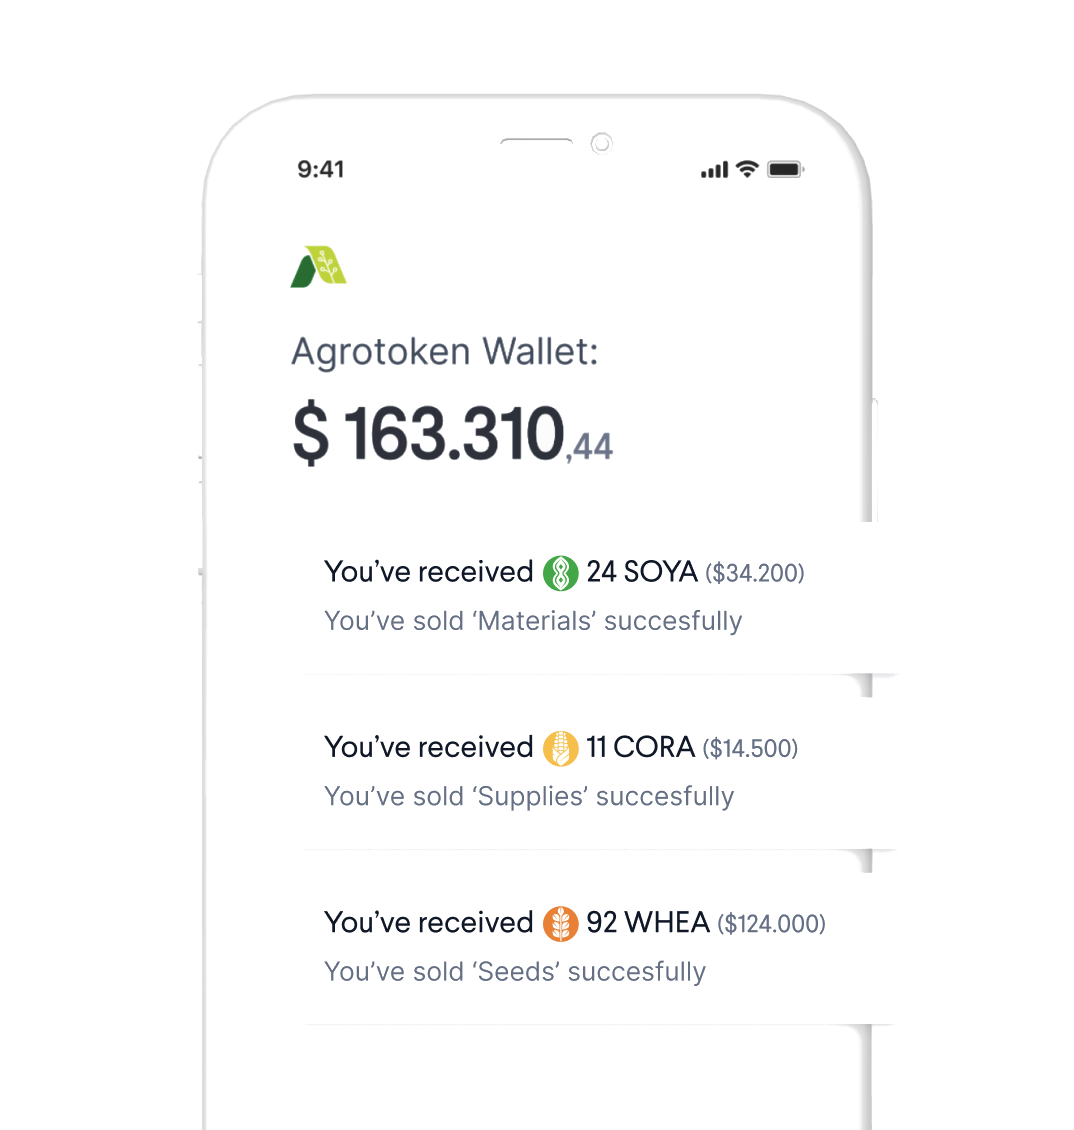 9:41
Agrotoken Wallet:
$ 163.310,44
You’ve received 24 SOYA ($34.200)
You’ve sold ‘Materials’ succesfully
You’ve received 11 CORA ($14.500)
You’ve sold ‘Supplies’ succesfully
You’ve received 92 WHEA ($124.000)
You’ve sold ‘Seeds’ succesfully